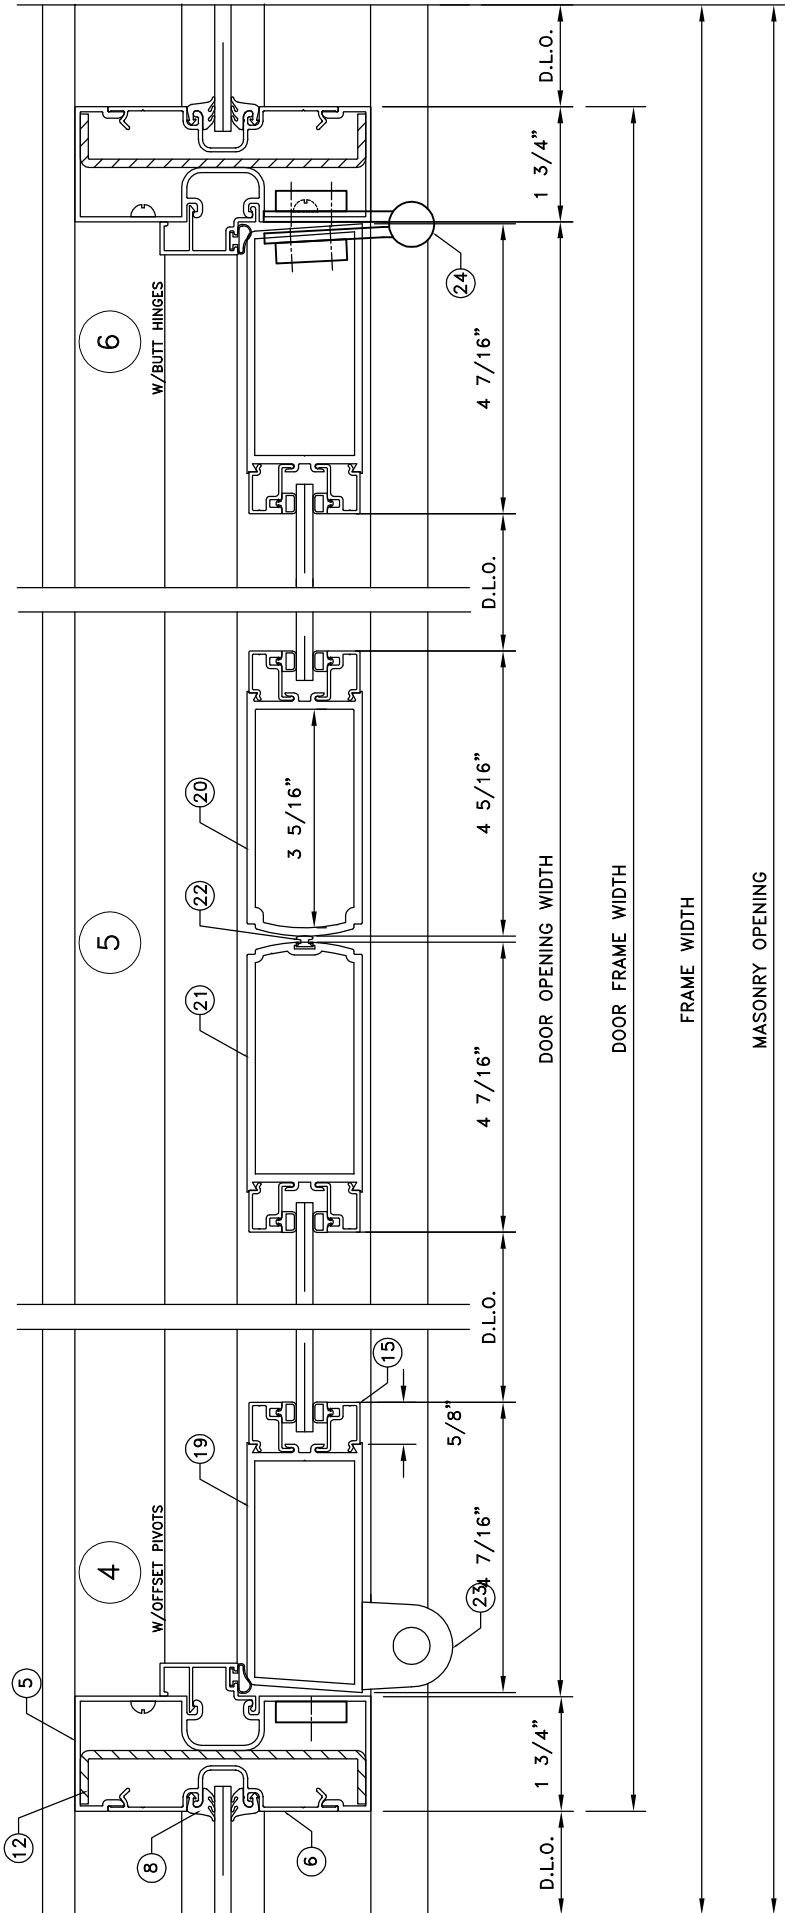 D.L.O.
1 3/4"
24
6
W/BUTT HINGES
4 7/16"
D.L.O.
20
3 5/16"
4 5/16"
22
5
21
DOOR OPENING WIDTH
DOOR FRAME WIDTH
FRAME WIDTH
MASONRY OPENING
4 7/16"
D.L.O.
15
5/8"
19
4
W/OFFSET PIVOTS
4 7/16"
23
5
12
8
6
1 3/4"
D.L.O.